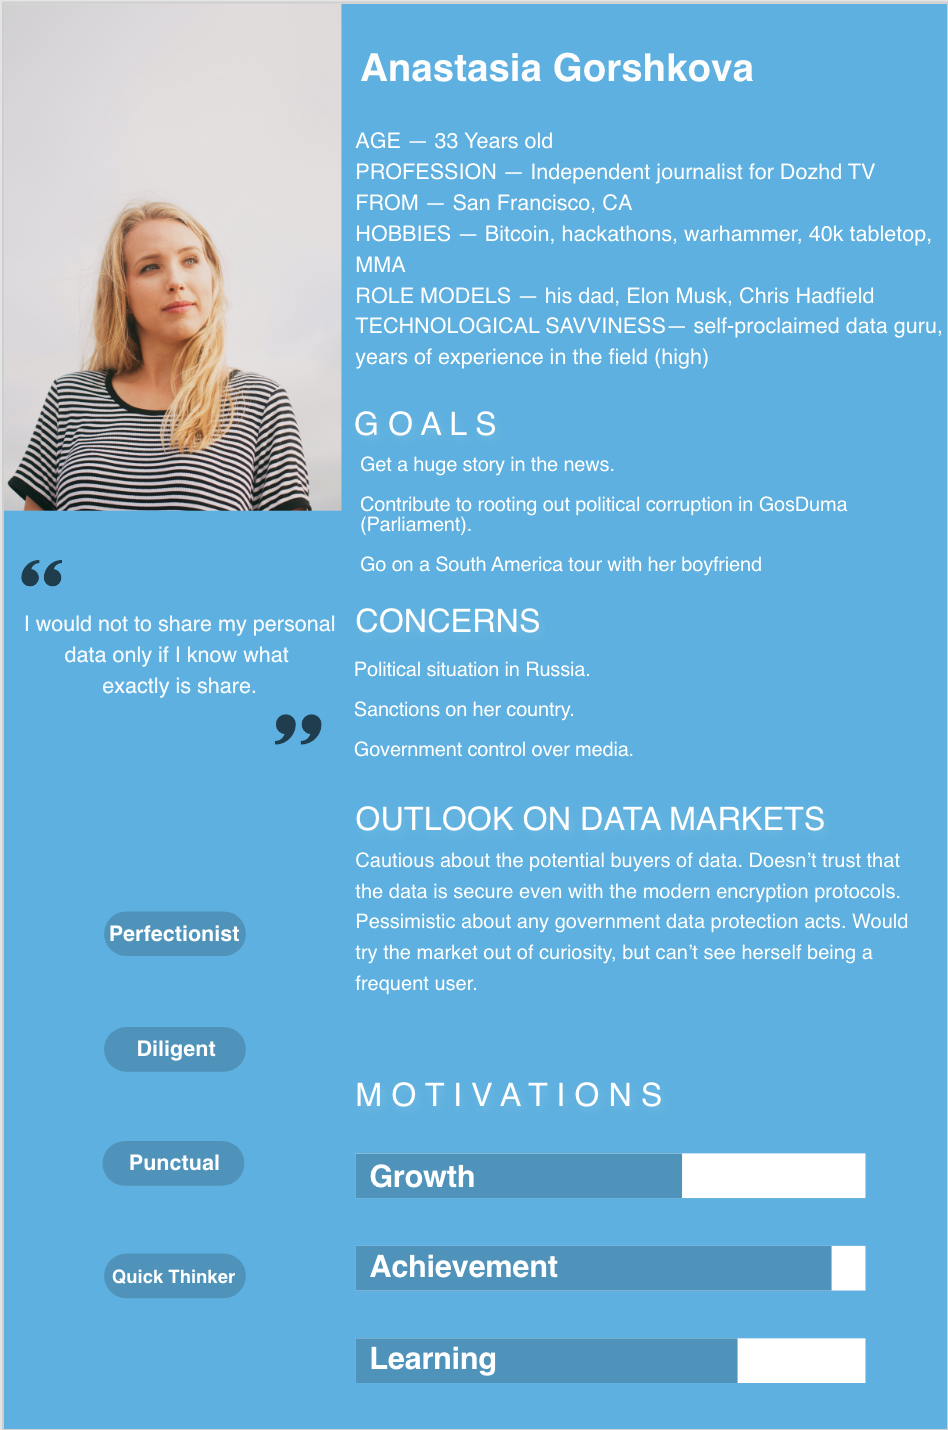 Anastasia Gorshkova
AGE — 33 Years old
PROFESSION — Independent journalist for Dozhd TV
FROM — San Francisco, CA
HOBBIES — Bitcoin, hackathons, warhammer, 40k tabletop,
MMA
ROLE MODELS — his dad, Elon Musk, Chris Hadfield
TECHNOLOGICAL SAVVINESS— self-proclaimed data guru,
years of experience in the field (high)
GOALS
Get a huge story in the news.
Contribute to rooting out political corruption in GosDuma
(Parliament).
Go on a South America tour with her boyfriend
“
I would not to share my personal
data only if I know what
exactly is share.
”
CONCERNS
Political situation in Russia.
Sanctions on her country.
Government control over media.
OUTLOOK ON DATA MARKETS
Cautious about the potential buyers of data. Doesn’t trust that
the data is secure even with the modern encryption protocols.
Pessimistic about any government data protection acts. Would
try the market out of curiosity, but can’t see herself being a
frequent user.
Perfectionist
Diligent
Punctual
Quick Thinker
MOTIVATIONS
Growth
Achievement
Learning